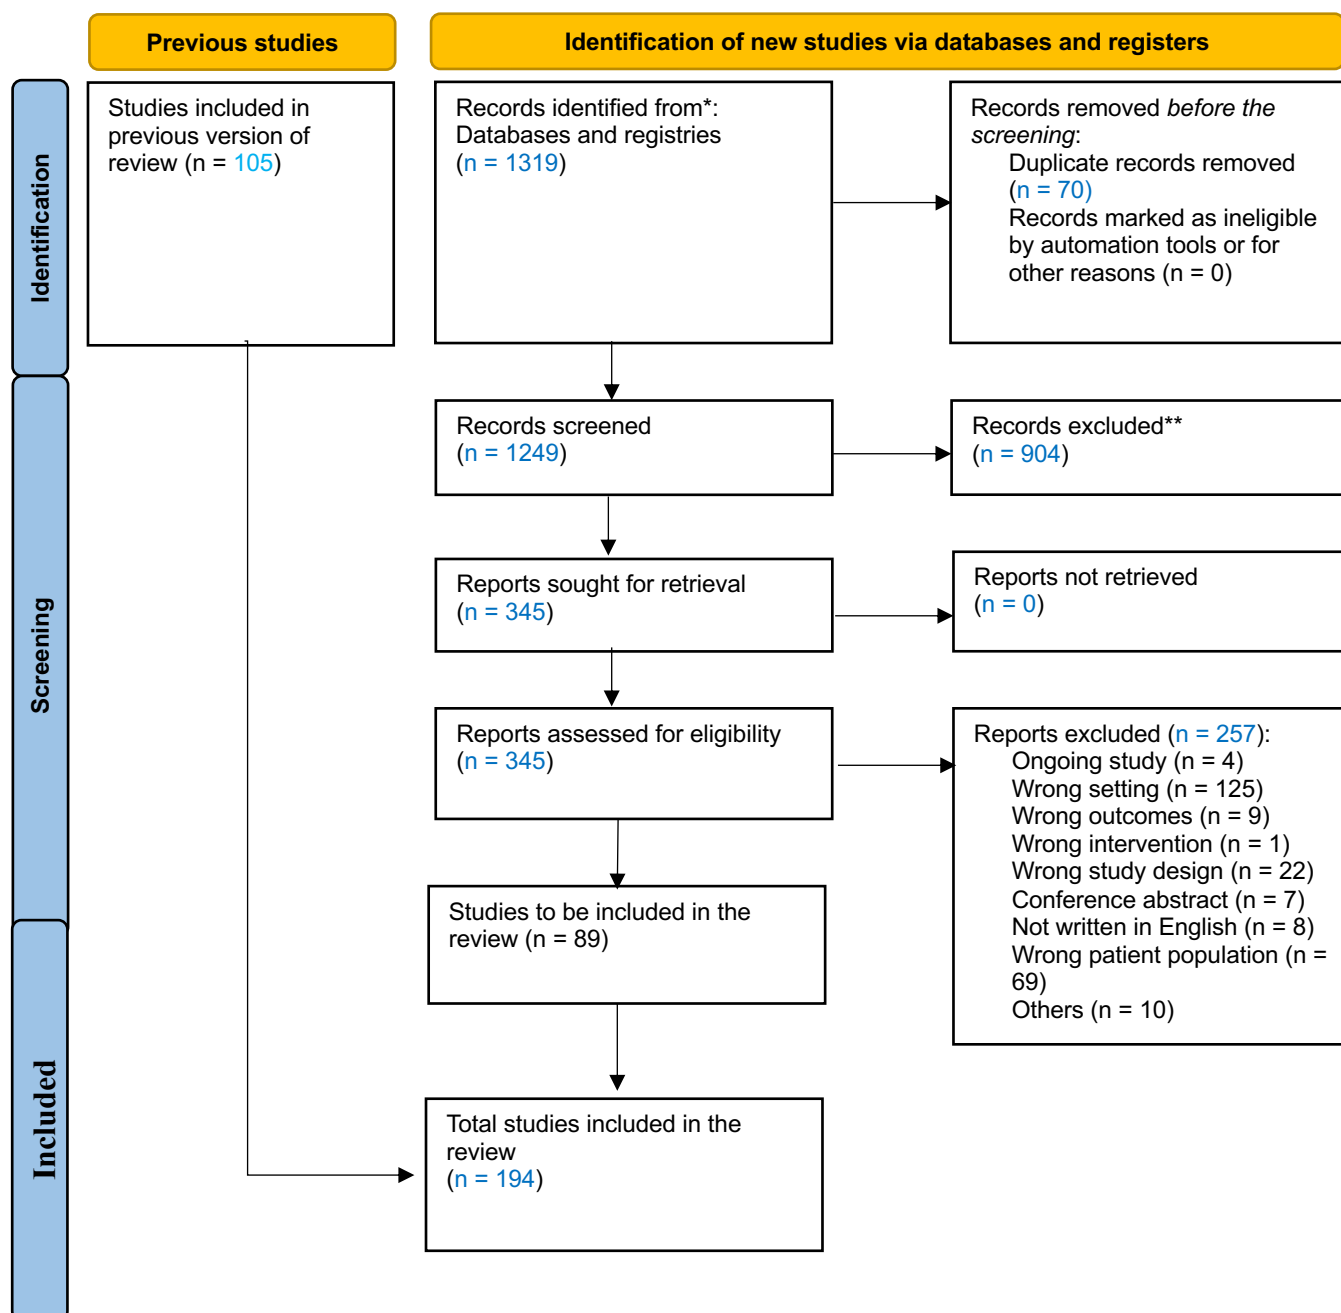 Previous studies
Identification of new studies via databases and registers
Identification
Studies included in
previous version of
review (n = 105)
Records identified from*:
Databases and registries
(n = 1319)
Records removed before the
screening:
Duplicate records removed
(n = 70)
Records marked as ineligible
by automation tools or for
other reasons (n = 0)
Screening
Records screened
(n = 1249)
Records excluded**
(n = 904)
Reports sought for retrieval
(n = 345)
Reports not retrieved
(n = 0)
Reports assessed for eligibility
(n = 345)
Reports excluded (n = 257):
Ongoing study (n = 4)
Wrong setting (n = 125)
Wrong outcomes (n = 9)
Wrong intervention (n = 1)
Wrong study design (n = 22)
Conference abstract (n = 7)
Not written in English (n = 8)
Wrong patient population (n =
69)
Others (n = 10)
Studies to be included in the
review (n = 89)
Included
Total studies included in the
review
(n = 194)